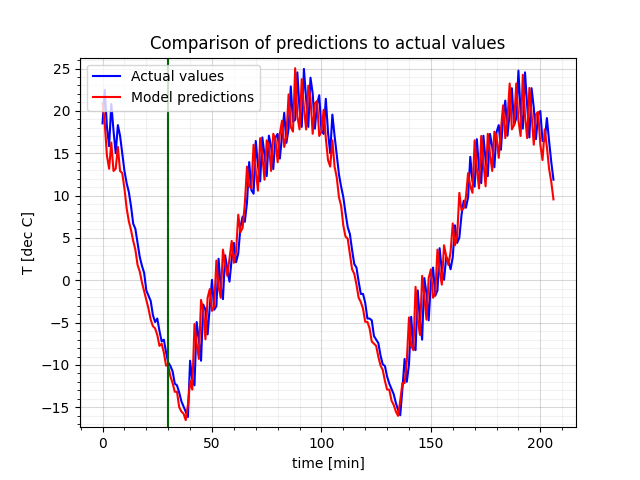 Comparison of predictions to actual values
Actual values
Model predictions
25
20
15
10
5
0
−5
−10
−15
T [dec C]
0 50 100 150 200
time [min]